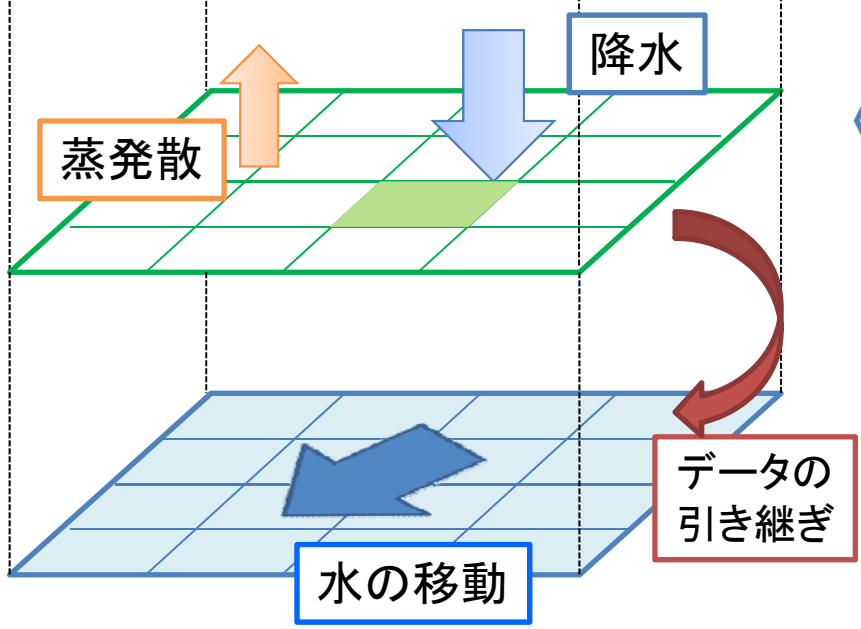 降水
蒸発散
データの
引き継ぎ
水の移動